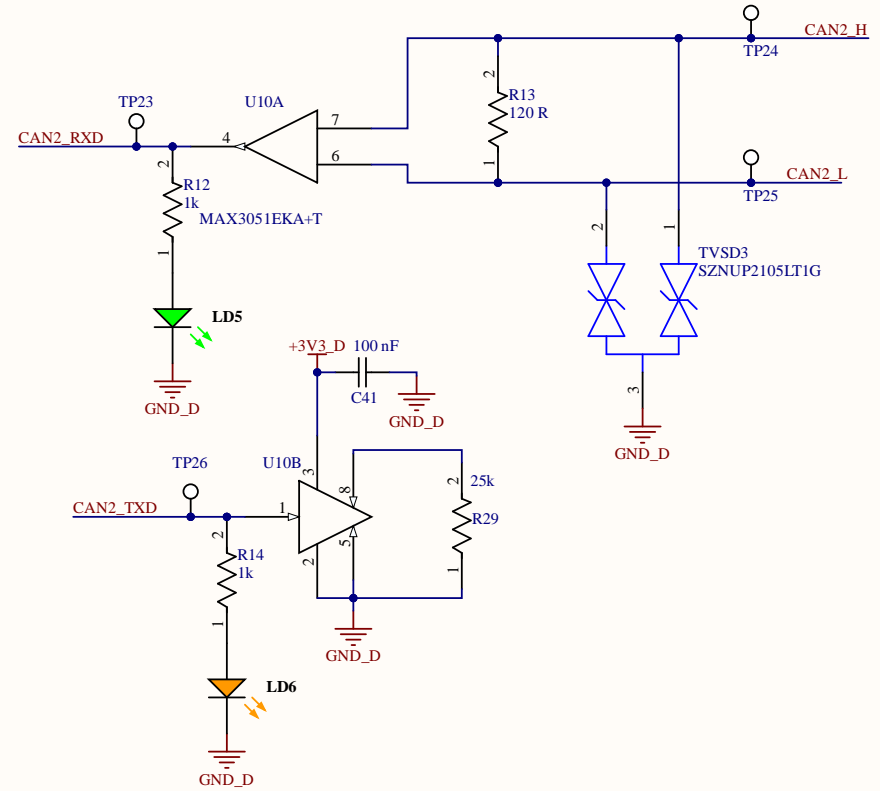 CAN2_H
TP24
2
R13
120 R
1
TP23
U10A
7
CAN2_RXD
4
6
2
R12
1k
MAX3051EKA+T
1
CAN2_L
TP25
2
1
TVSD3
SZNUP2105LT1G
3
GND_D
LD5
GND_D
+3V3_D
100 nF
C41
GND_D
TP26
U10B
3
8
2
25k
CAN2_TXD
1
R29
2
R14
1k
5
2
1
1
GND_D
LD6
GND_D